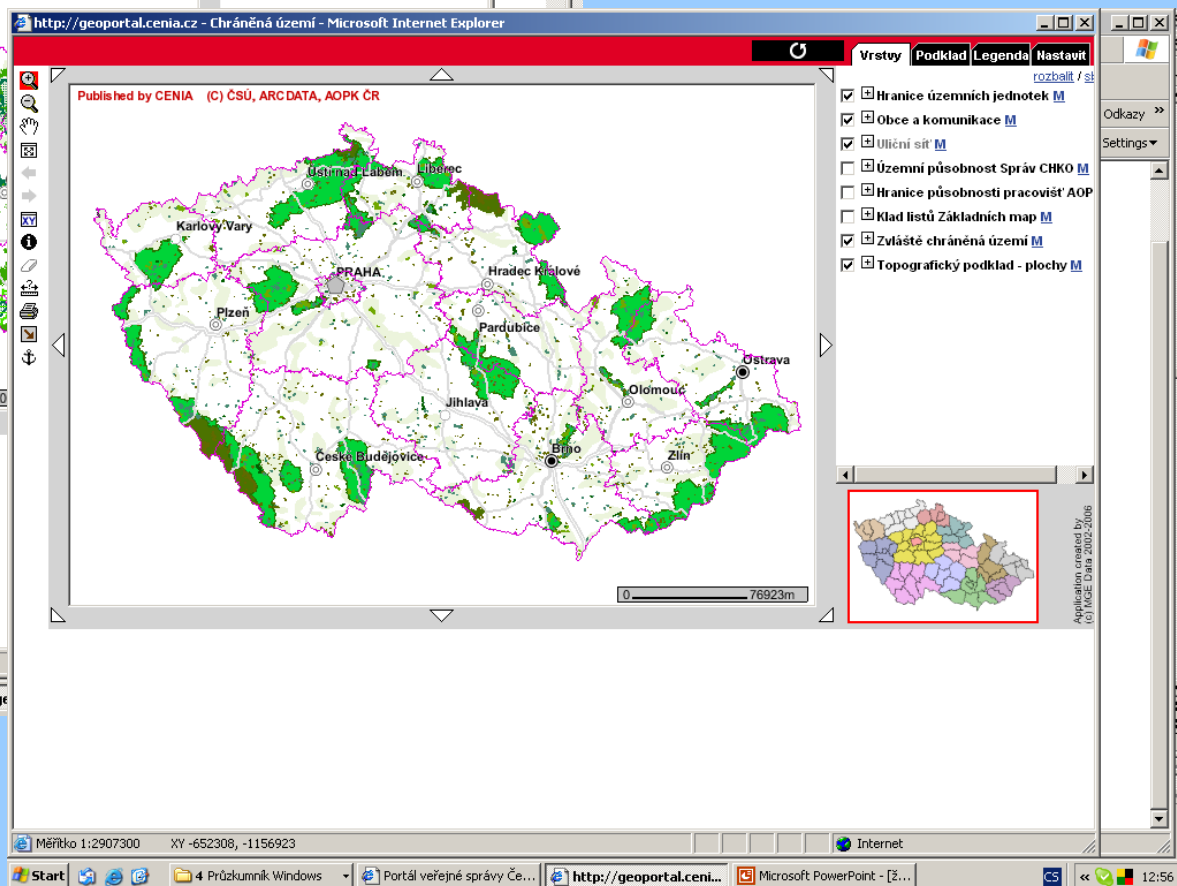 http://geoportal.cenia.cz - Chráněná území - Microsoft Internet Explorer
Vrstvy Podklad Legenda Nastavit
rozbalit / sb
Published by CENIA (C) ČSÚ, ARCDATA, AOPK ČR
Hranice územních jednotek M
Obce a komunikace M
Uliční síť M
Územní působnost Správ CHKO M
Hranice působnosti pracovišť AOP
Klad listů Základních map M
Zvláště chráněná území M
Topografický podklad - plochy M
Odkazy »
Settings
XY
Ústí nad Labem
Liberec
Karlovy Vary
PRAHA
Hradec Králové
Plzeň
Pardubice
Ostrava
Olomouc
Jihlava
Brno
Zlín
České Budějovice
0 76923m
Application created by
(c) MGE Data 2002-2006
Měřítko 1:2907300 XY -652308, -1156923 Internet
Start 4 Průzkumník Windows Portál veřejné správy Če... http://geoportal.ceni... Microsoft PowerPoint - [ž... CS « 12:56